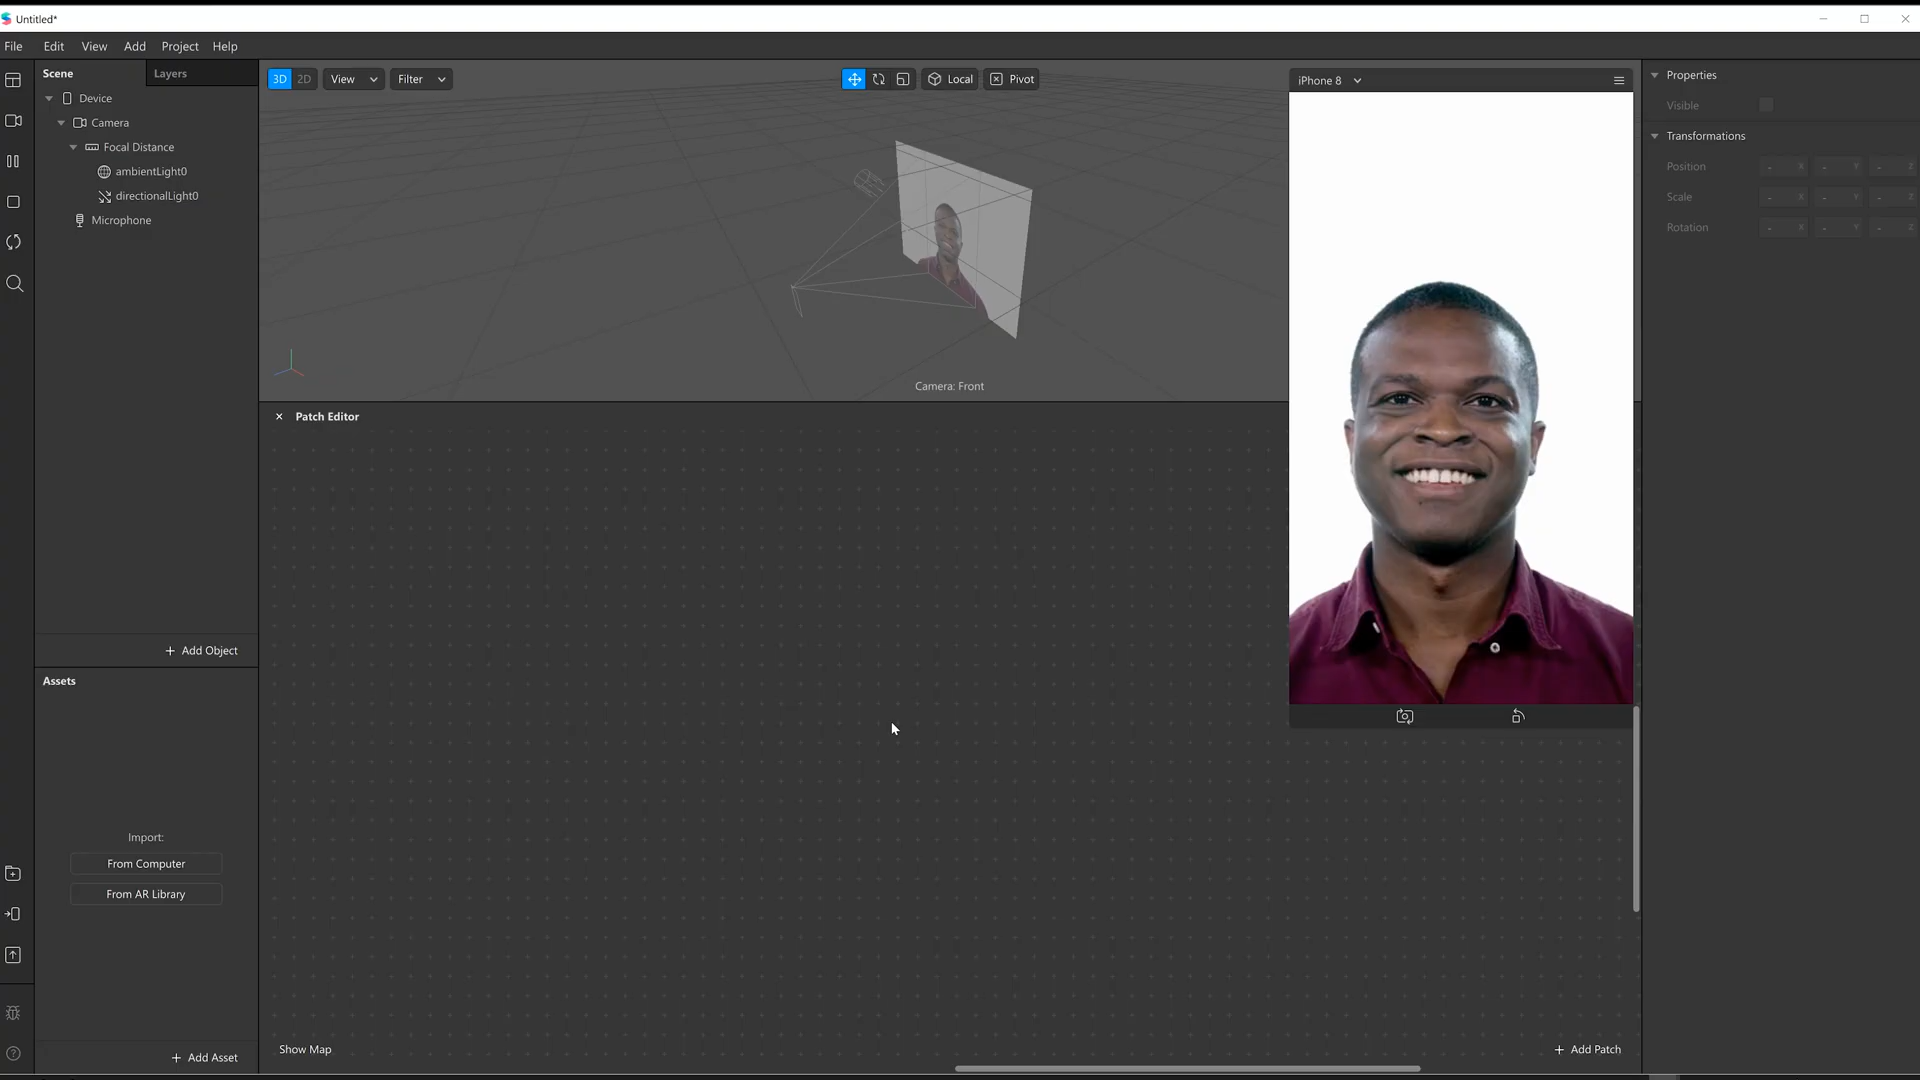 Untitled*
File Edit View Add Project Help
Scene Layers
3D 2D View Filter Local Pivot
iPhone 8
Properties
Device
Visible
Camera
Transformations
Focal Distance
Position - X - Y - Z
ambientLight0
Scale - X - Y - Z
directionalLight0
Rotation - X - Y - Z
Microphone
Camera: Front
× Patch Editor
+ Add Object
Assets
Import:
From Computer
From AR Library
Show Map
+ Add Patch
+ Add Asset